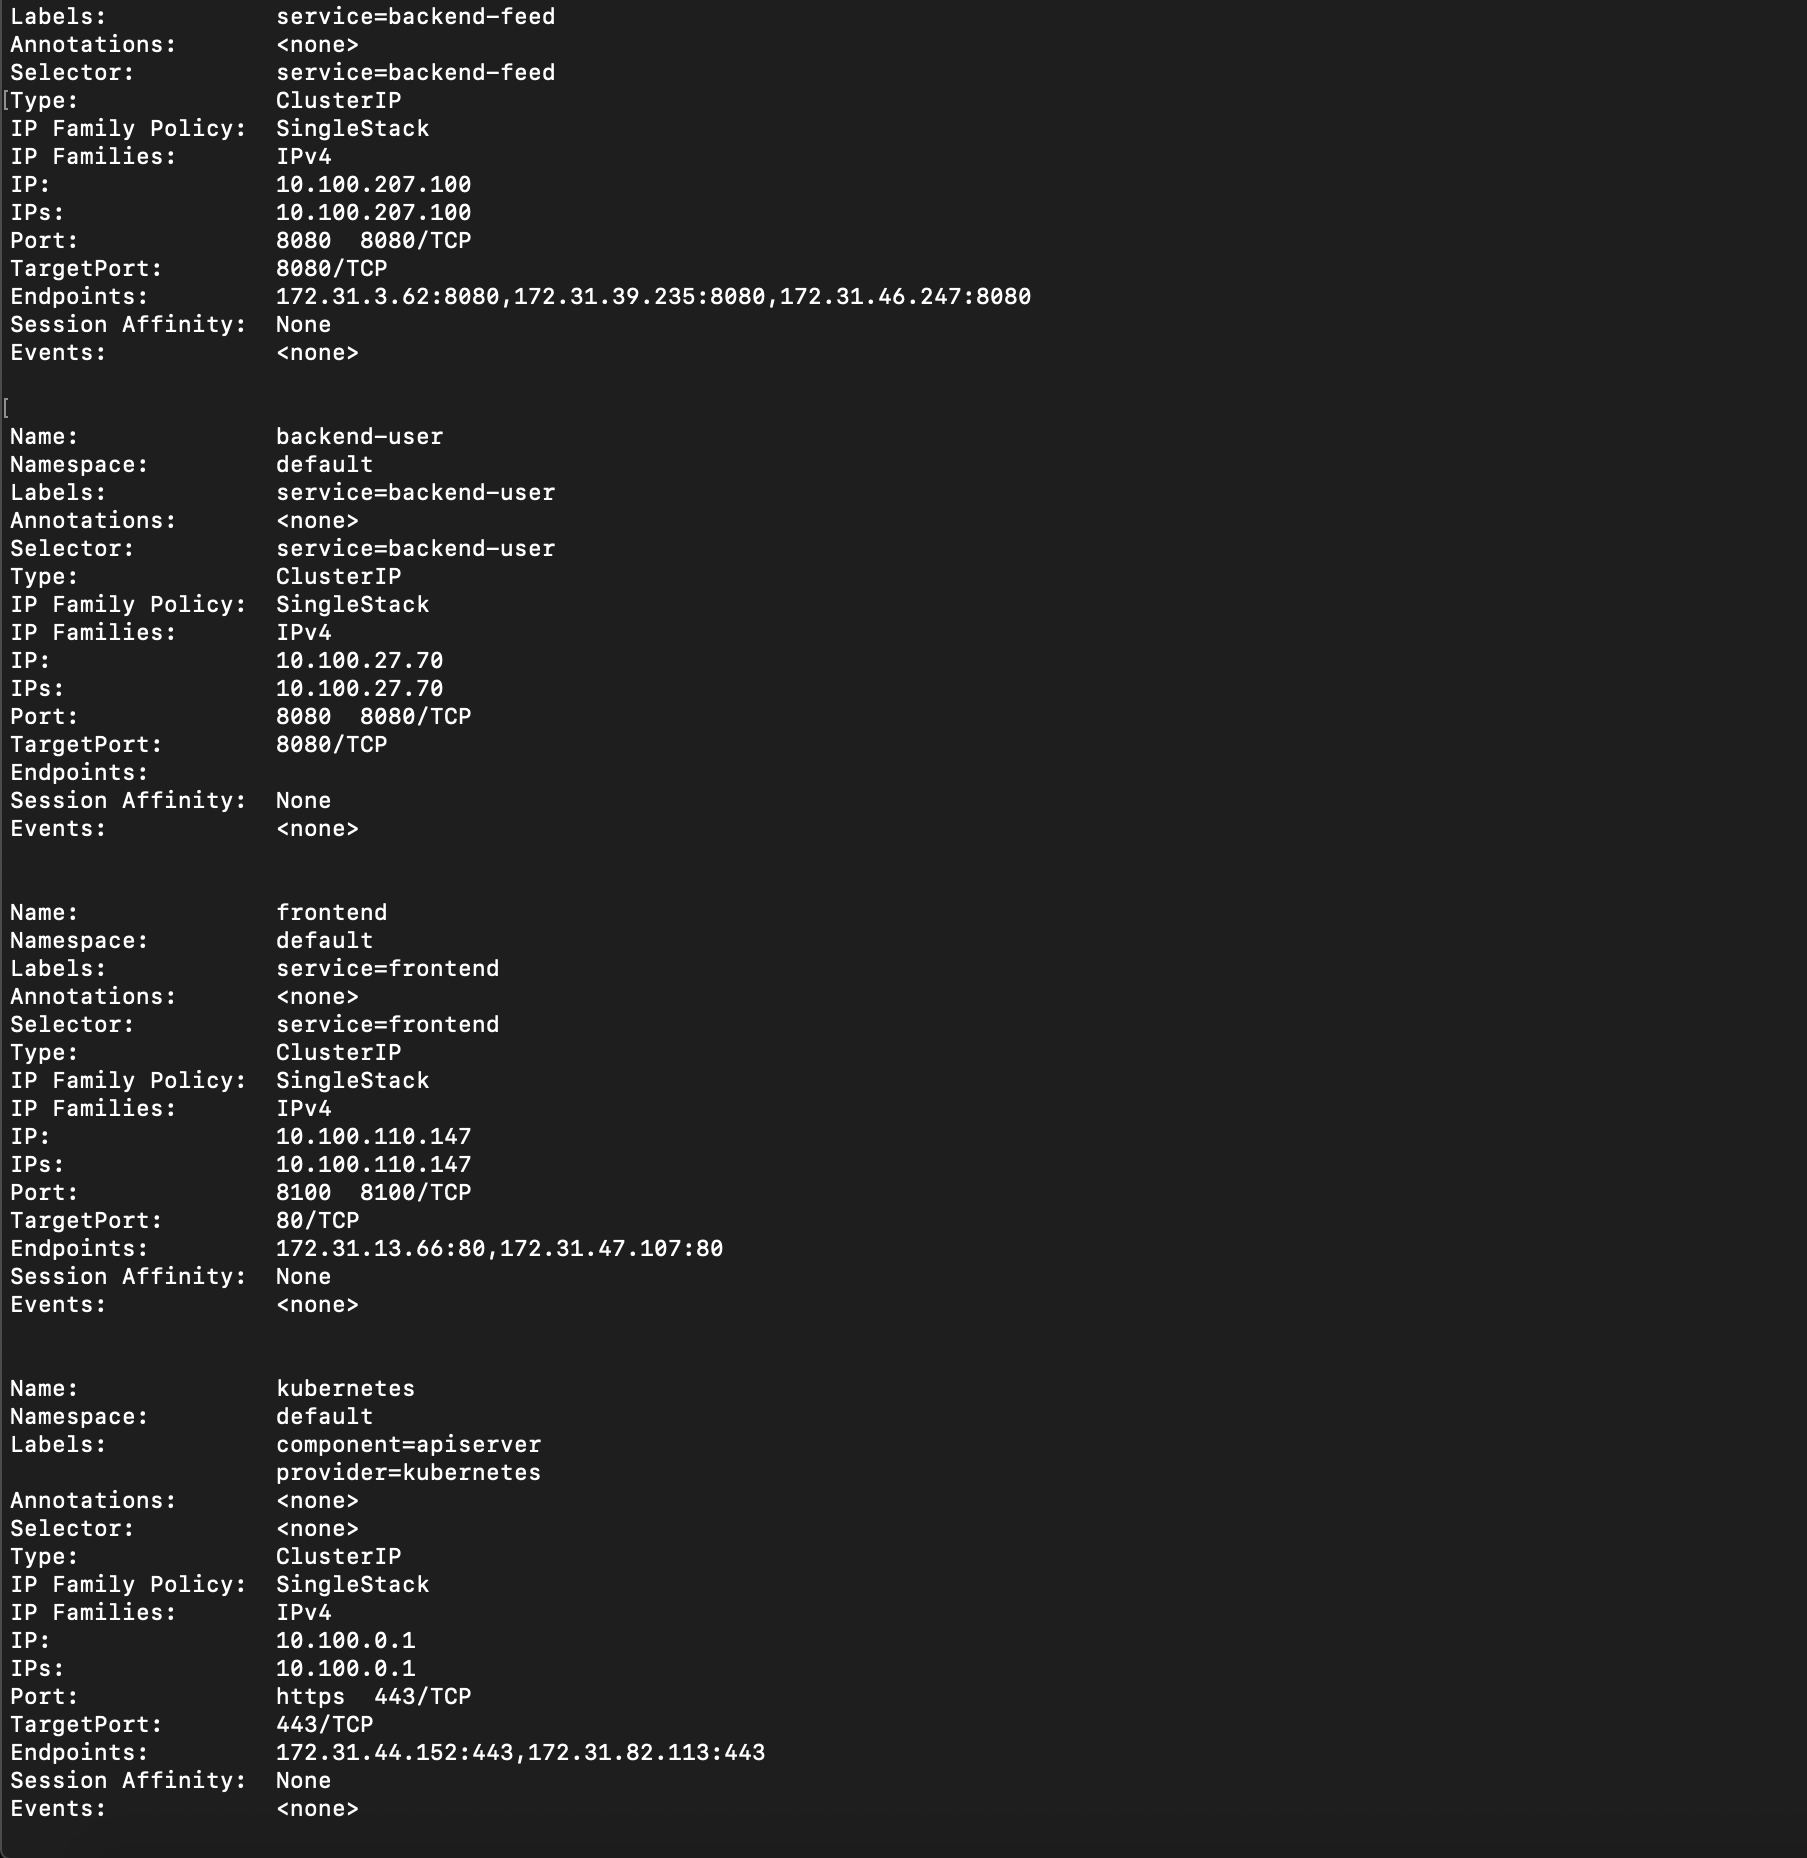 Labels:            service=backend-feed
Annotations:       <none>
Selector:          service=backend-feed
[Type:              ClusterIP
IP Family Policy:  SingleStack
IP Families:       IPv4
IP:                10.100.207.100
IPs:               10.100.207.100
Port:              8080  8080/TCP
TargetPort:        8080/TCP
Endpoints:         172.31.3.62:8080,172.31.39.235:8080,172.31.46.247:8080
Session Affinity:  None
Events:            <none>
[
Name:              backend-user
Namespace:         default
Labels:            service=backend-user
Annotations:       <none>
Selector:          service=backend-user
Type:              ClusterIP
IP Family Policy:  SingleStack
IP Families:       IPv4
IP:                10.100.27.70
IPs:               10.100.27.70
Port:              8080  8080/TCP
TargetPort:        8080/TCP
Endpoints:
Session Affinity:  None
Events:            <none>
Name:              frontend
Namespace:         default
Labels:            service=frontend
Annotations:       <none>
Selector:          service=frontend
Type:              ClusterIP
IP Family Policy:  SingleStack
IP Families:       IPv4
IP:                10.100.110.147
IPs:               10.100.110.147
Port:              8100  8100/TCP
TargetPort:        80/TCP
Endpoints:         172.31.13.66:80,172.31.47.107:80
Session Affinity:  None
Events:            <none>
Name:              kubernetes
Namespace:         default
Labels:            component=apiserver
                   provider=kubernetes
Annotations:       <none>
Selector:          <none>
Type:              ClusterIP
IP Family Policy:  SingleStack
IP Families:       IPv4
IP:                10.100.0.1
IPs:               10.100.0.1
Port:              https  443/TCP
TargetPort:        443/TCP
Endpoints:         172.31.44.152:443,172.31.82.113:443
Session Affinity:  None
Events:            <none>